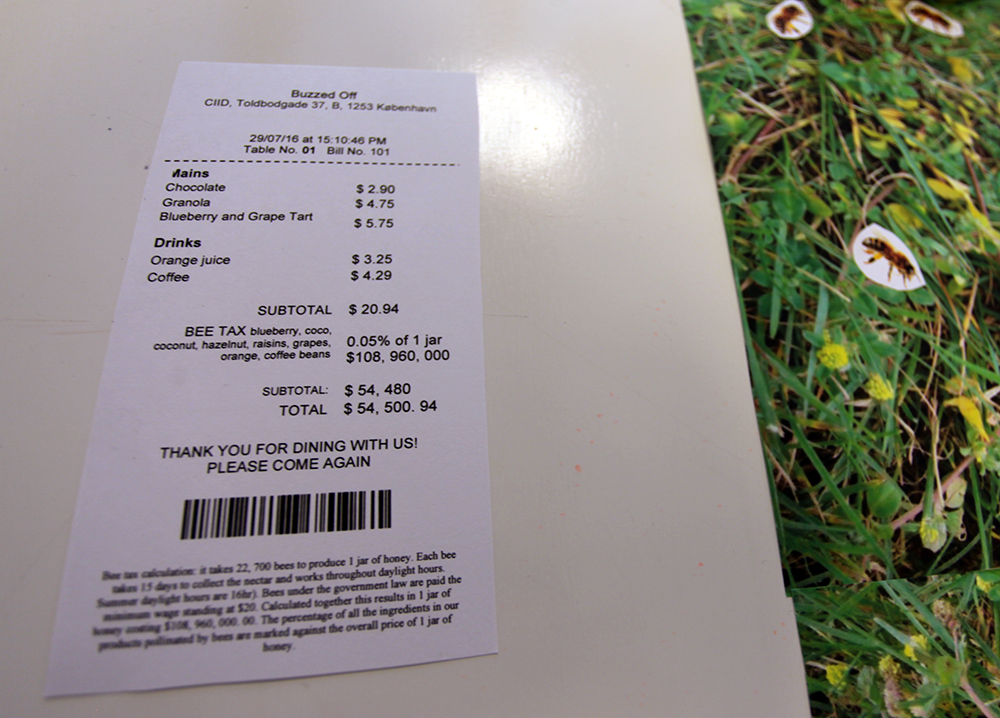 Buzzed Off
CIID, Toldbodgade 37, B, 1253 København
29/07/16 at 15:10:46 PM
Table No. 01 Bill No. 101
Mains
Chocolate $ 2.90
Granola $ 4.75
Blueberry and Grape Tart $ 5.75
Drinks
Orange juice $ 3.25
Coffee $ 4.29
SUBTOTAL $ 20.94
BEE TAX blueberry, coco,
coconut, hazelnut, raisins, grapes, 0.05% of 1 jar
orange, coffee beans $108, 960, 000
SUBTOTAL: $ 54, 480
TOTAL $ 54, 500. 94
THANK YOU FOR DINING WITH US!
PLEASE COME AGAIN
Bee tax calculation: it takes 22, 700 bees to produce 1 jar of honey. Each bee
takes 15 days to collect the nectar and works throughout daylight hours.
Summer daylight hours are 16hr). Bees under the government law are paid the
minimum wage standing at $20. Calculated together this results in 1 jar of
honey costing $108, 960, 000. 00. The percentage of all the ingredients in our
products pollinated by bees are marked against the overall price of 1 jar of
honey.